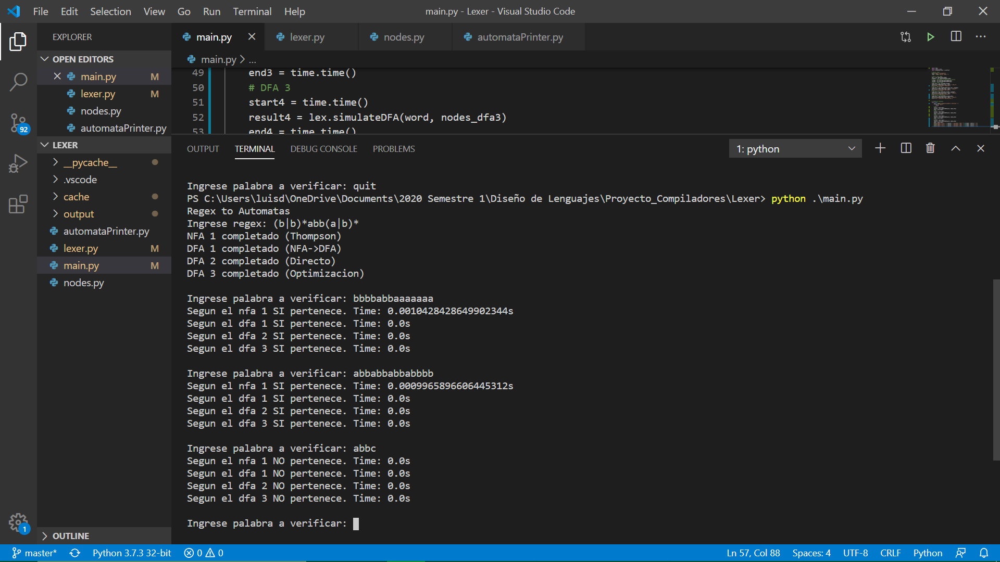 File Edit Selection View Go Run Terminal Help main.py - Lexer - Visual Studio Code
EXPLORER
OPEN EDITORS
main.py M
lexer.py M
nodes.py
automataPrinter.py
LEXER
__pycache__
.vscode
cache
output
automataPrinter.py
lexer.py M
main.py M
nodes.py
OUTLINE
92
1
main.py lexer.py nodes.py automataPrinter.py
main.py > ...
49 end3 = time.time()
50 # DFA 3
51 start4 = time.time()
52 result4 = lex.simulateDFA(word, nodes_dfa3)
53 end4 = time.time()
OUTPUT TERMINAL DEBUG CONSOLE PROBLEMS 1: python
Ingrese palabra a verificar: quit
PS C:\Users\luisd\OneDrive\Documents\2020 Semestre 1\Diseño de Lenguajes\Proyecto_Compiladores\Lexer> python .\main.py
Regex to Automatas
Ingrese regex: (b|b)*abb(a|b)*
NFA 1 completado (Thompson)
DFA 1 completado (NFA->DFA)
DFA 2 completado (Directo)
DFA 3 completado (Optimizacion)
Ingrese palabra a verificar: bbbbabbaaaaaaa
Segun el nfa 1 SI pertenece. Time: 0.0010428428649902344s
Segun el dfa 1 SI pertenece. Time: 0.0s
Segun el dfa 2 SI pertenece. Time: 0.0s
Segun el dfa 3 SI pertenece. Time: 0.0s
Ingrese palabra a verificar: abbabbabbabbbb
Segun el nfa 1 SI pertenece. Time: 0.0009965896606445312s
Segun el dfa 1 SI pertenece. Time: 0.0s
Segun el dfa 2 SI pertenece. Time: 0.0s
Segun el dfa 3 SI pertenece. Time: 0.0s
Ingrese palabra a verificar: abbc
Segun el nfa 1 NO pertenece. Time: 0.0s
Segun el dfa 1 NO pertenece. Time: 0.0s
Segun el dfa 2 NO pertenece. Time: 0.0s
Segun el dfa 3 NO pertenece. Time: 0.0s
Ingrese palabra a verificar:
master* Python 3.7.3 32-bit 0 0 Ln 57, Col 88 Spaces: 4 UTF-8 CRLF Python